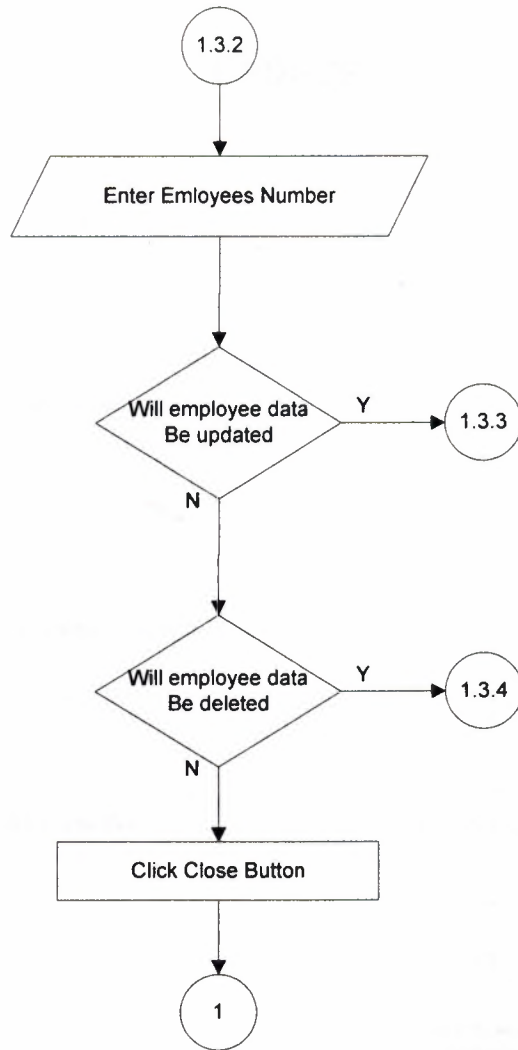 1.3.2
Enter Emloyees Number
Will employee data
Be updated
Y
1.3.3
N
Will employee data
Be deleted
Y
1.3.4
N
Click Close Button
1